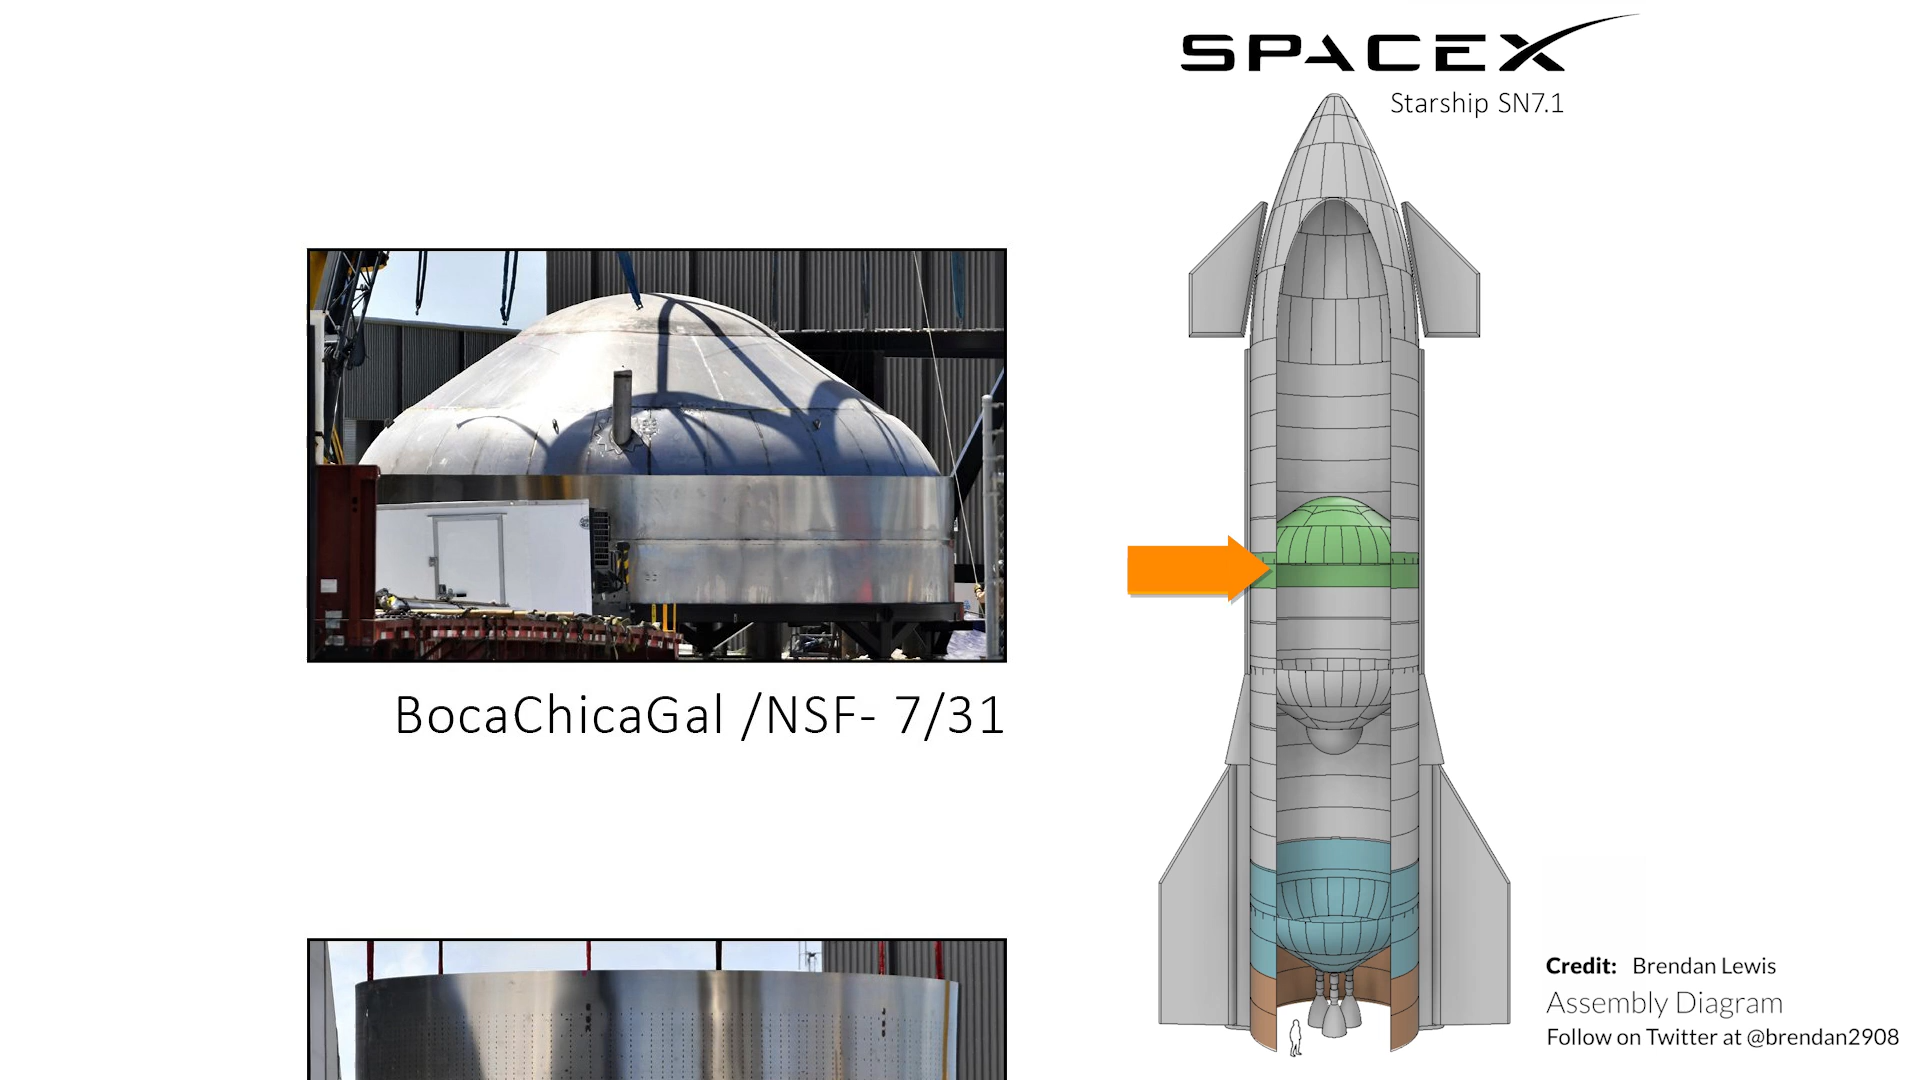 SPACEX
Starship SN7.1
BocaChicaGal /NSF- 7/31
Credit: Brendan Lewis
Assembly Diagram
Follow on Twitter at @brendan2908